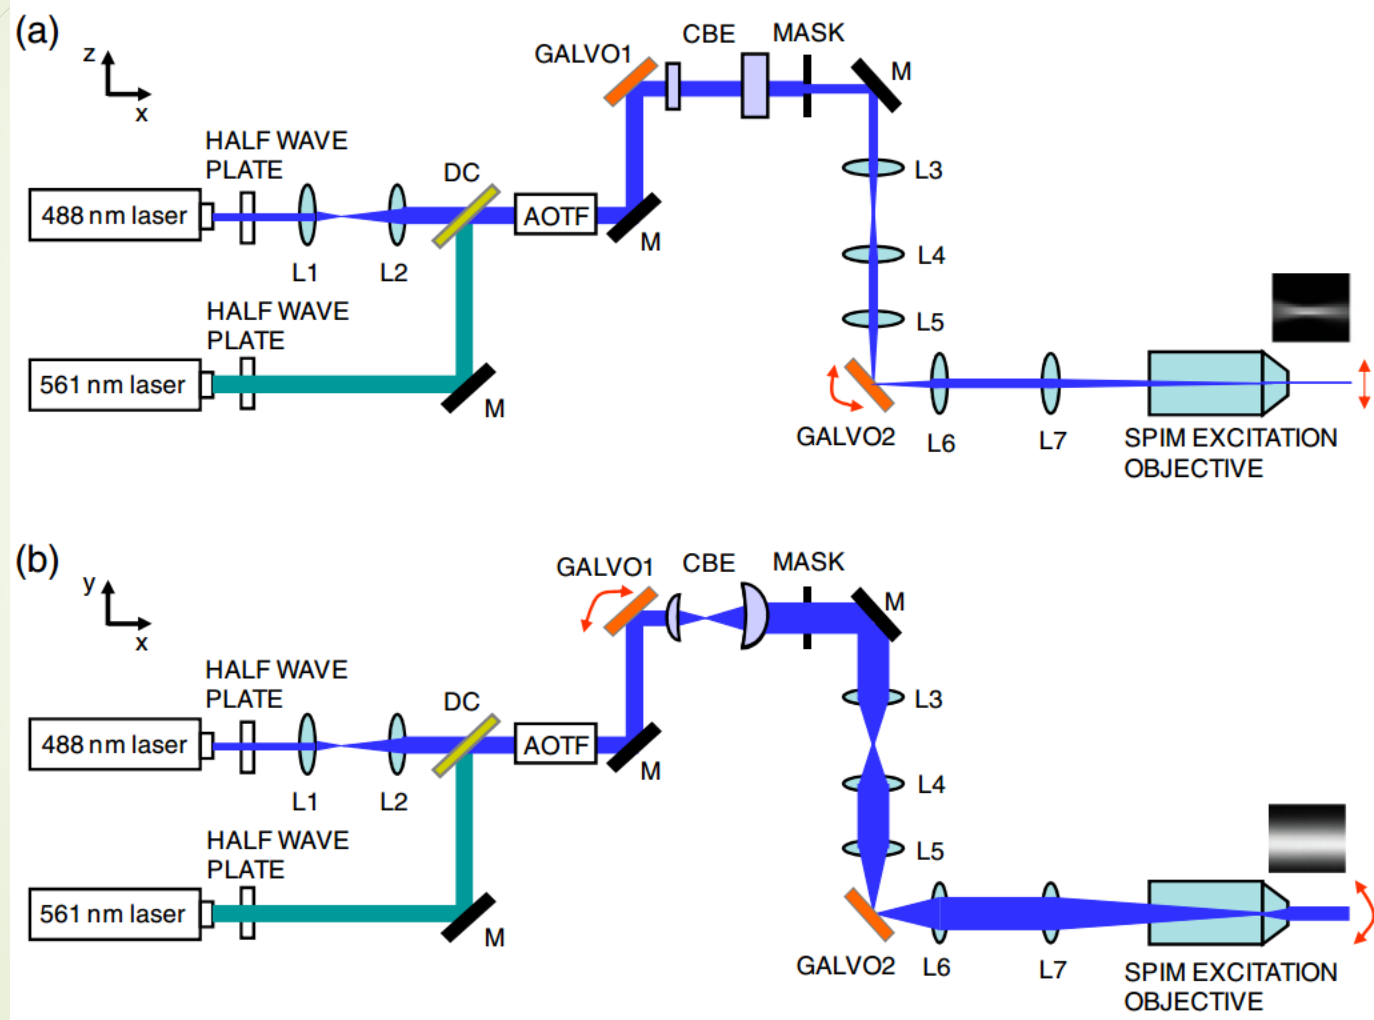 (a)
z
x
GALVO1
CBE
MASK
M
HALF WAVE
PLATE
DC
L3
488 nm laser
AOTF
M
L1
L2
L4
HALF WAVE
PLATE
L5
561 nm laser
M
GALVO2
L6
L7
SPIM EXCITATION
OBJECTIVE
(b)
y
x
GALVO1
CBE
MASK
M
HALF WAVE
PLATE
DC
L3
488 nm laser
AOTF
M
L1
L2
L4
HALF WAVE
PLATE
L5
561 nm laser
M
GALVO2
L6
L7
SPIM EXCITATION
OBJECTIVE